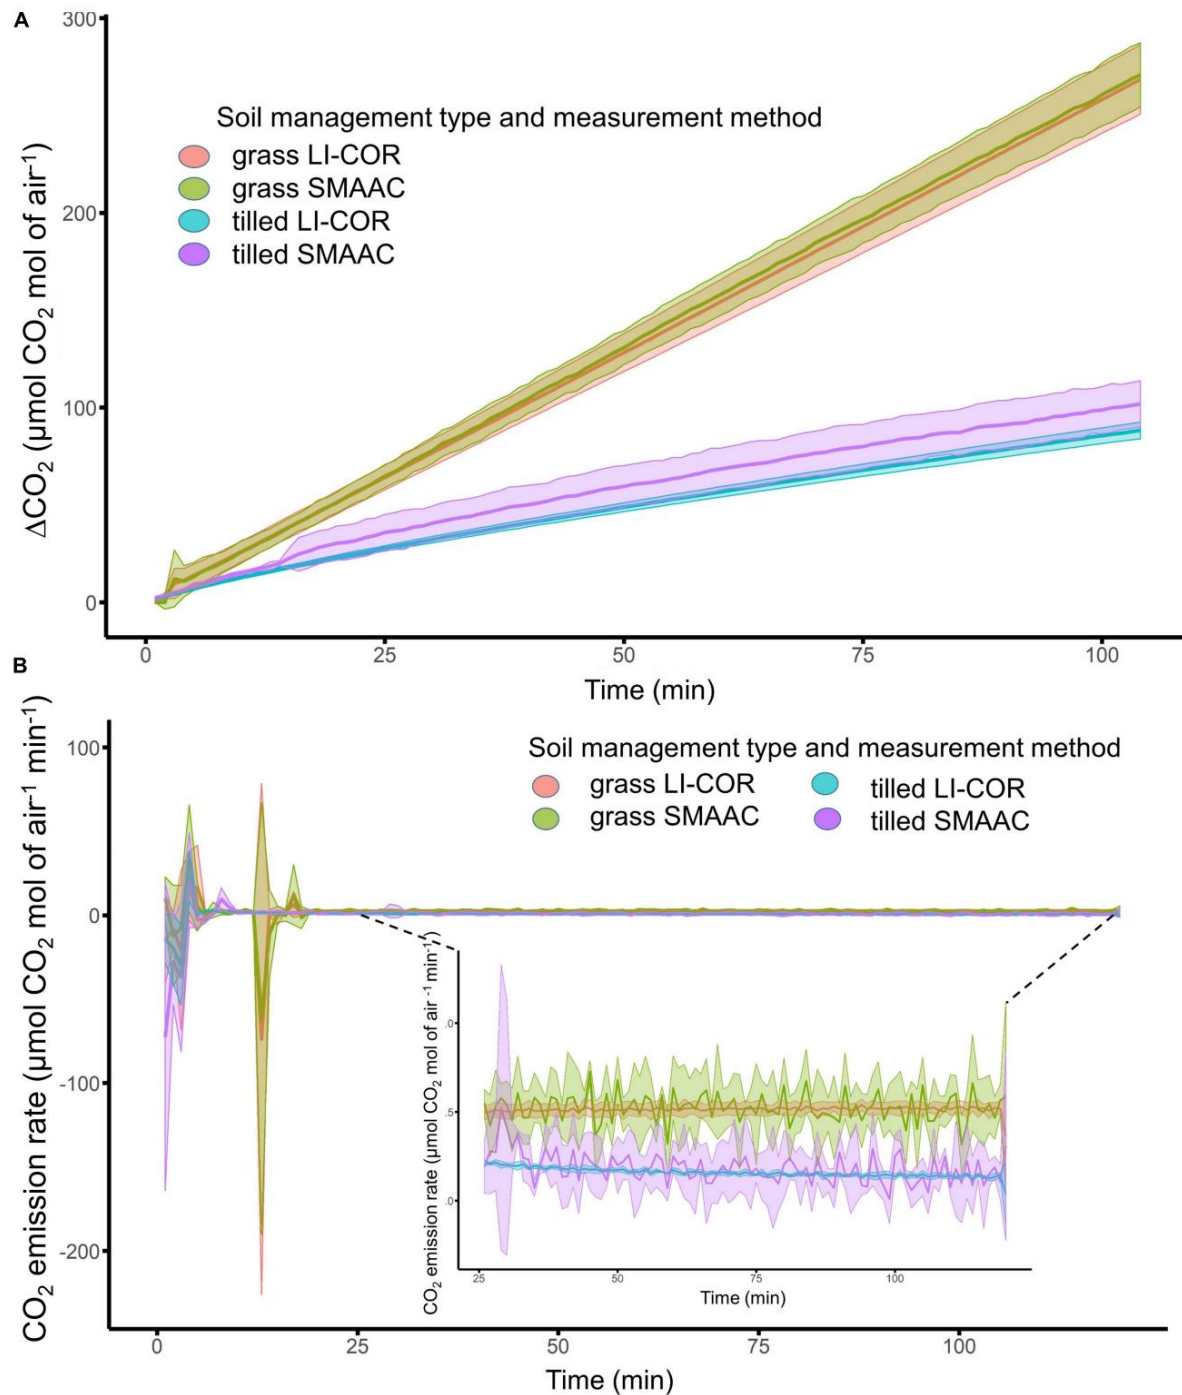 A
300
200
100
0
ΔCO₂ (µmol CO₂ mol of air⁻¹)
Soil management type and measurement method
grass LI-COR
grass SMAAC
tilled LI-COR
tilled SMAAC
0 25 50 75 100
Time (min)
B
100
0
-100
-200
CO₂ emission rate (µmol CO₂ mol of air⁻¹ min⁻¹)
Soil management type and measurement method
grass LI-COR tilled LI-COR
grass SMAAC tilled SMAAC
CO₂ emission rate (µmol CO₂ mol of air ⁻¹ min⁻¹)
.0
.5
.0
25 50 75 100
Time (min)
0 25 50 75 100
Time (min)